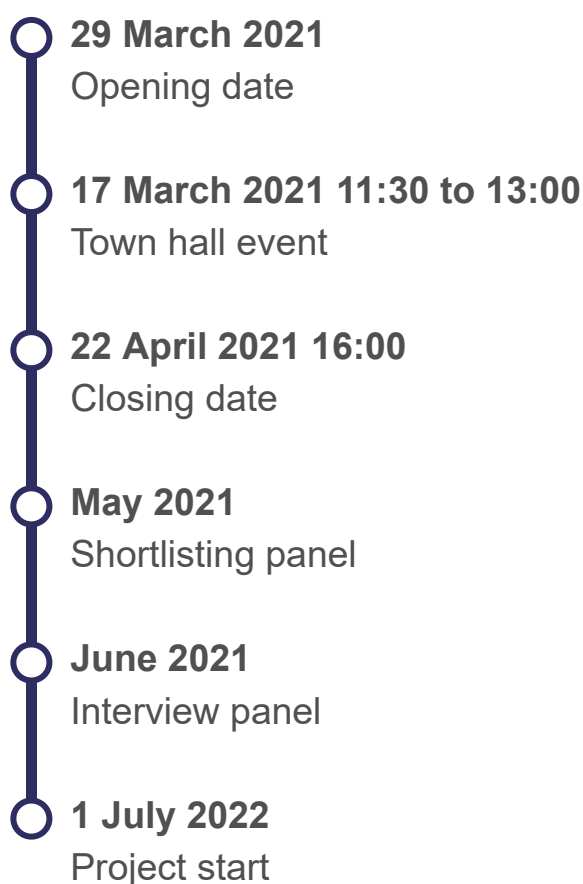 29 March 2021
Opening date
17 March 2021 11:30 to 13:00
Town hall event
22 April 2021 16:00
Closing date
May 2021
Shortlisting panel
June 2021
Interview panel
1 July 2022
Project start